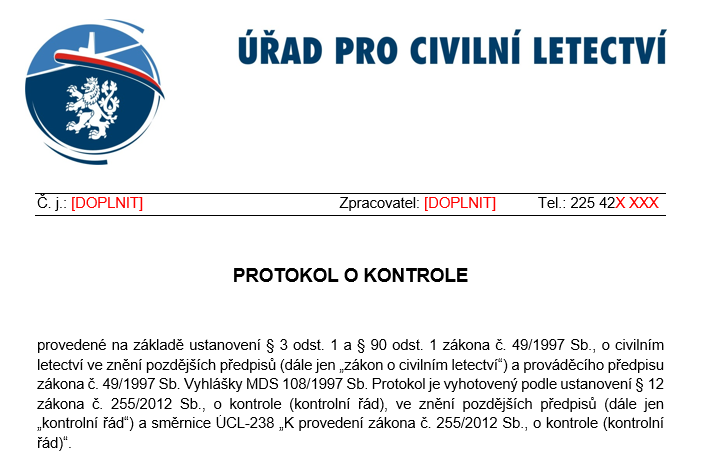 ÚŘAD PRO CIVILNÍ LETECTVÍ
Č. j.: [DOPLNIT] Zpracovatel: [DOPLNIT] Tel.: 225 42X XXX
PROTOKOL O KONTROLE
provedené na základě ustanovení § 3 odst. 1 a § 90 odst. 1 zákona č. 49/1997 Sb., o civilním
letectví ve znění pozdějších předpisů (dále jen „zákon o civilním letectví“) a prováděcího předpisu
zákona č. 49/1997 Sb. Vyhlášky MDS 108/1997 Sb. Protokol je vyhotovený podle ustanovení § 12
zákona č. 255/2012 Sb., o kontrole (kontrolní řád), ve znění pozdějších předpisů (dále jen
„kontrolní řád“) a směrnice ÚCL-238 „K provedení zákona č. 255/2012 Sb., o kontrole (kontrolní
řád)“.